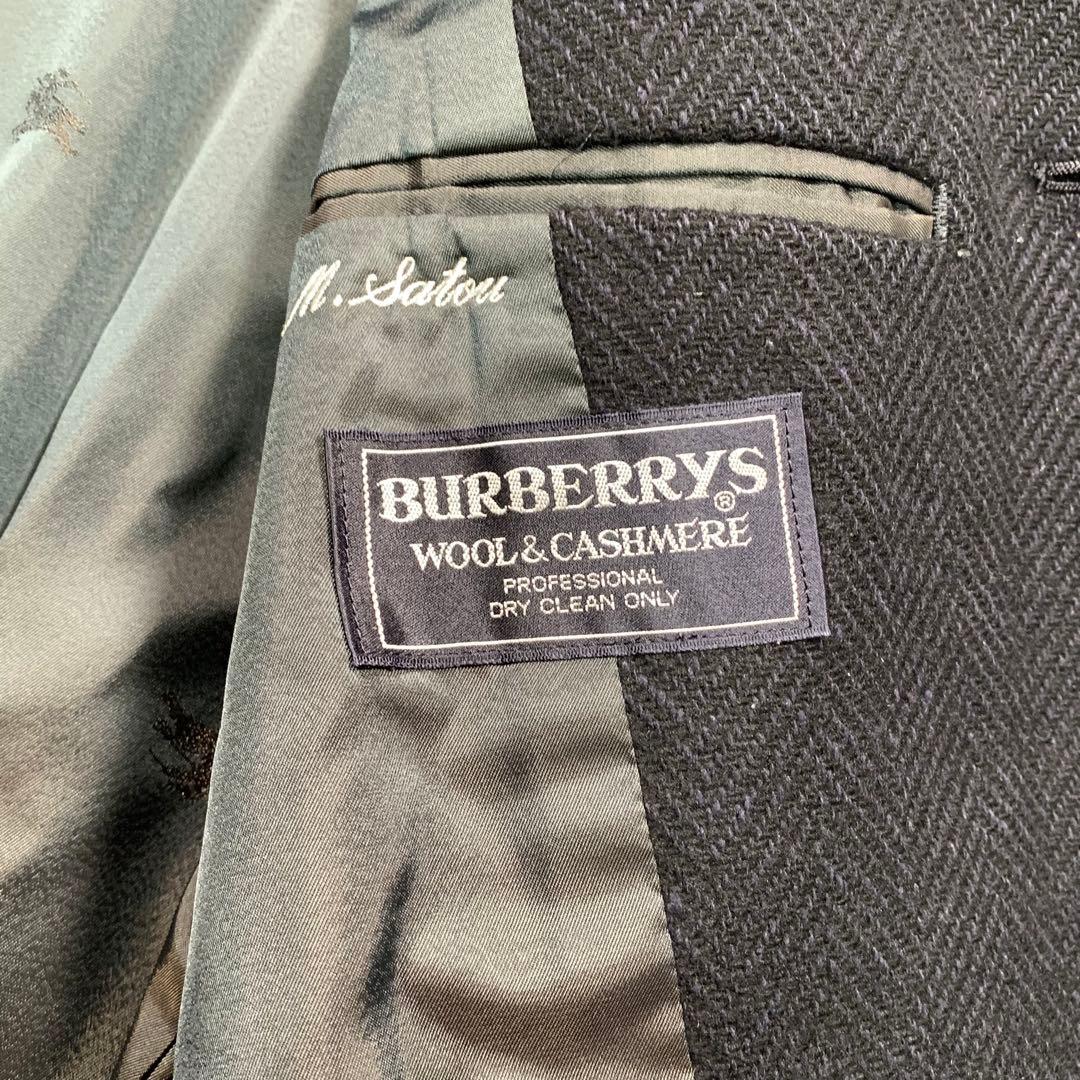 M. Satou
BURBERRYS®
WOOL & CASHMERE
PROFESSIONAL
DRY CLEAN ONLY